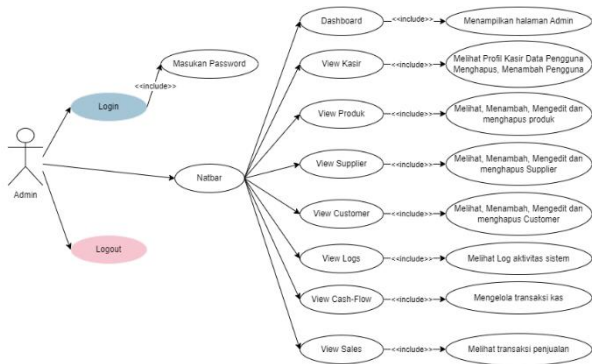 Dashboard
<<include>>
Menampilkan halaman Admin
Masukan Password
View Kasir
<<include>>
Melihat Profil Kasir Data Pengguna
Menghapus, Menambah Pengguna
<<include>>
Login
View Produk
<<include>>
Melihat, Menambah, Mengedit dan
menghapus produk
Admin
Natbar
View Supplier
<<include>>
Melihat, Menambah, Mengedit dan
menghapus Supplier
View Customer
<<include>>
Melihat, Menambah, Mengedit dan
menghapus Customer
Logout
View Logs
<<include>>
Melihat Log aktivitas sistem
View Cash-Flow
<<include>>
Mengelola transaksi kas
View Sales
<<include>>
Melihat transaksi penjualan